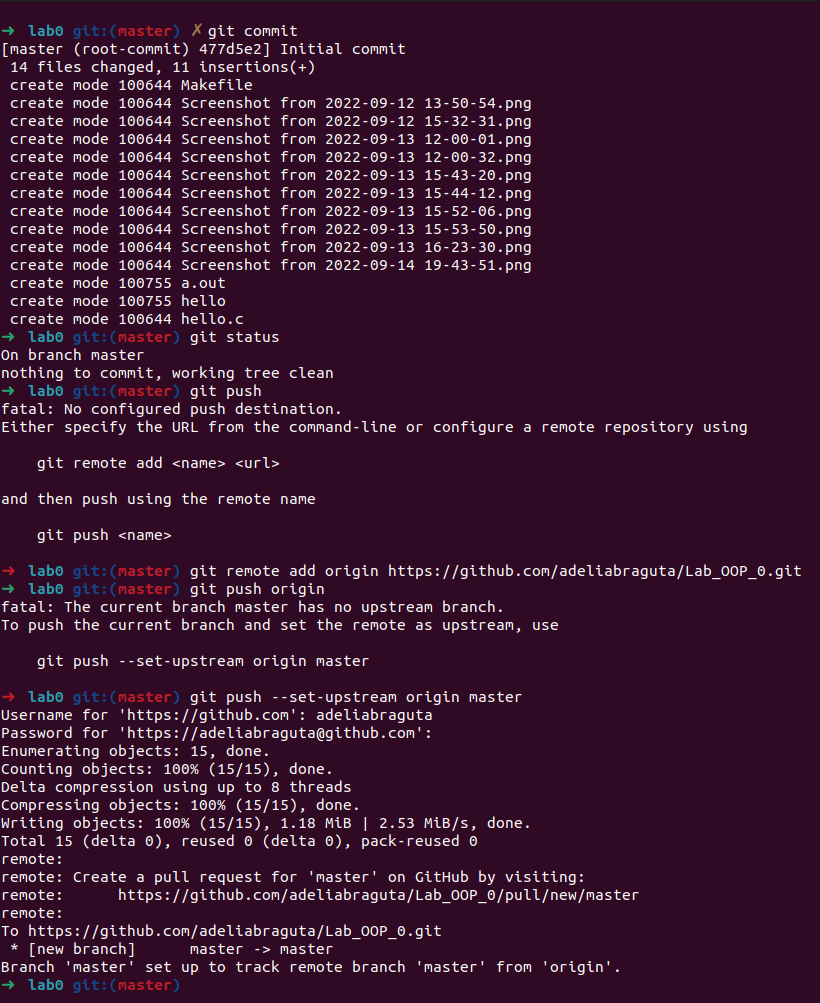 ➜ lab0 git:(master) ✗ git commit
[master (root-commit) 477d5e2] Initial commit
 14 files changed, 11 insertions(+)
 create mode 100644 Makefile
 create mode 100644 Screenshot from 2022-09-12 13-50-54.png
 create mode 100644 Screenshot from 2022-09-12 15-32-31.png
 create mode 100644 Screenshot from 2022-09-13 12-00-01.png
 create mode 100644 Screenshot from 2022-09-13 12-00-32.png
 create mode 100644 Screenshot from 2022-09-13 15-43-20.png
 create mode 100644 Screenshot from 2022-09-13 15-44-12.png
 create mode 100644 Screenshot from 2022-09-13 15-52-06.png
 create mode 100644 Screenshot from 2022-09-13 15-53-50.png
 create mode 100644 Screenshot from 2022-09-13 16-23-30.png
 create mode 100644 Screenshot from 2022-09-14 19-43-51.png
 create mode 100755 a.out
 create mode 100755 hello
 create mode 100644 hello.c
➜ lab0 git:(master) git status
On branch master
nothing to commit, working tree clean
➜ lab0 git:(master) git push
fatal: No configured push destination.
Either specify the URL from the command-line or configure a remote repository using
    git remote add <name> <url>
and then push using the remote name
    git push <name>
➜ lab0 git:(master) git remote add origin https://github.com/adeliabraguta/Lab_OOP_0.git
➜ lab0 git:(master) git push origin
fatal: The current branch master has no upstream branch.
To push the current branch and set the remote as upstream, use
    git push --set-upstream origin master
➜ lab0 git:(master) git push --set-upstream origin master
Username for 'https://github.com': adeliabraguta
Password for 'https://adeliabraguta@github.com':
Enumerating objects: 15, done.
Counting objects: 100% (15/15), done.
Delta compression using up to 8 threads
Compressing objects: 100% (15/15), done.
Writing objects: 100% (15/15), 1.18 MiB | 2.53 MiB/s, done.
Total 15 (delta 0), reused 0 (delta 0), pack-reused 0
remote:
remote: Create a pull request for 'master' on GitHub by visiting:
remote:      https://github.com/adeliabraguta/Lab_OOP_0/pull/new/master
remote:
To https://github.com/adeliabraguta/Lab_OOP_0.git
 * [new branch]      master -> master
Branch 'master' set up to track remote branch 'master' from 'origin'.
➜ lab0 git:(master)